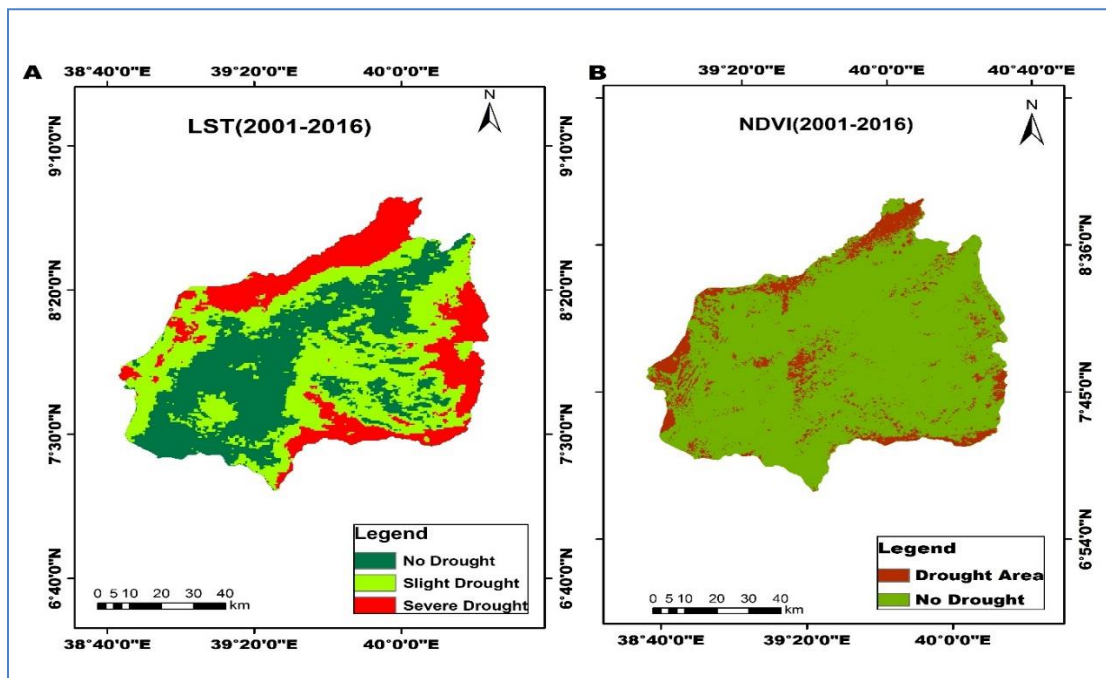 A
38°40'0"E 39°20'0"E 40°0'0"E
N
LST(2001-2016)
9°10'0"N
8°20'0"N
7°30'0"N
6°40'0"N
9°10'0"N
8°20'0"N
7°30'0"N
6°40'0"N
Legend
No Drought
Slight Drought
Severe Drought
0 5 10 20 30 40
km
38°40'0"E 39°20'0"E 40°0'0"E
B
39°20'0"E 40°0'0"E 40°40'0"E
N
NDVI(2001-2016)
8°36'0"N
7°45'0"N
6°54'0"N
Legend
Drought Area
No Drought
0 5 10 20 30 40
km
38°40'0"E 39°20'0"E 40°0'0"E